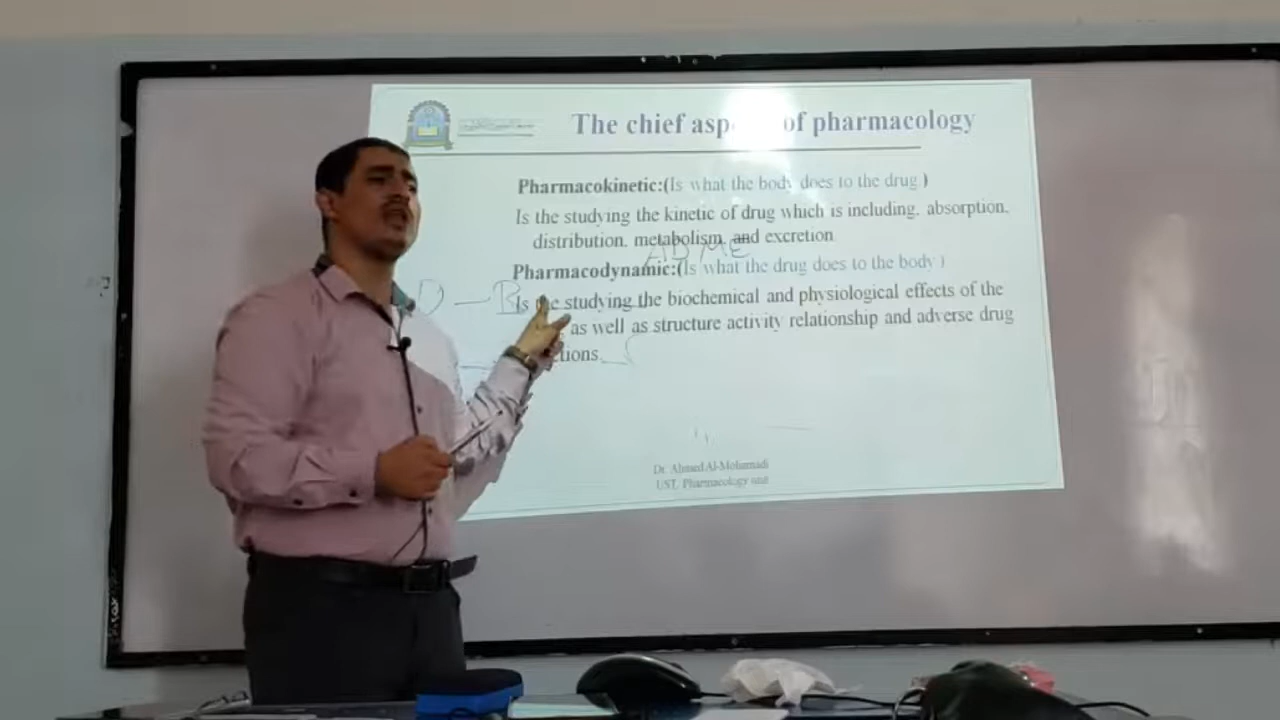 The chief asp of pharmacology
Pharmacokinetic:(Is what the body does to the drug )
Is the studying the kinetic of drug which is including, absorption,
distribution, metabolism, and excretion
ADME
Pharmacodynamic:(Is what the drug does to the body )
D — B
Is the studying the biochemical and physiological effects of the
as well as structure activity relationship and adverse drug
tions
Dr. Ahmed Al-Mohamadi
UST, Pharmacology unit